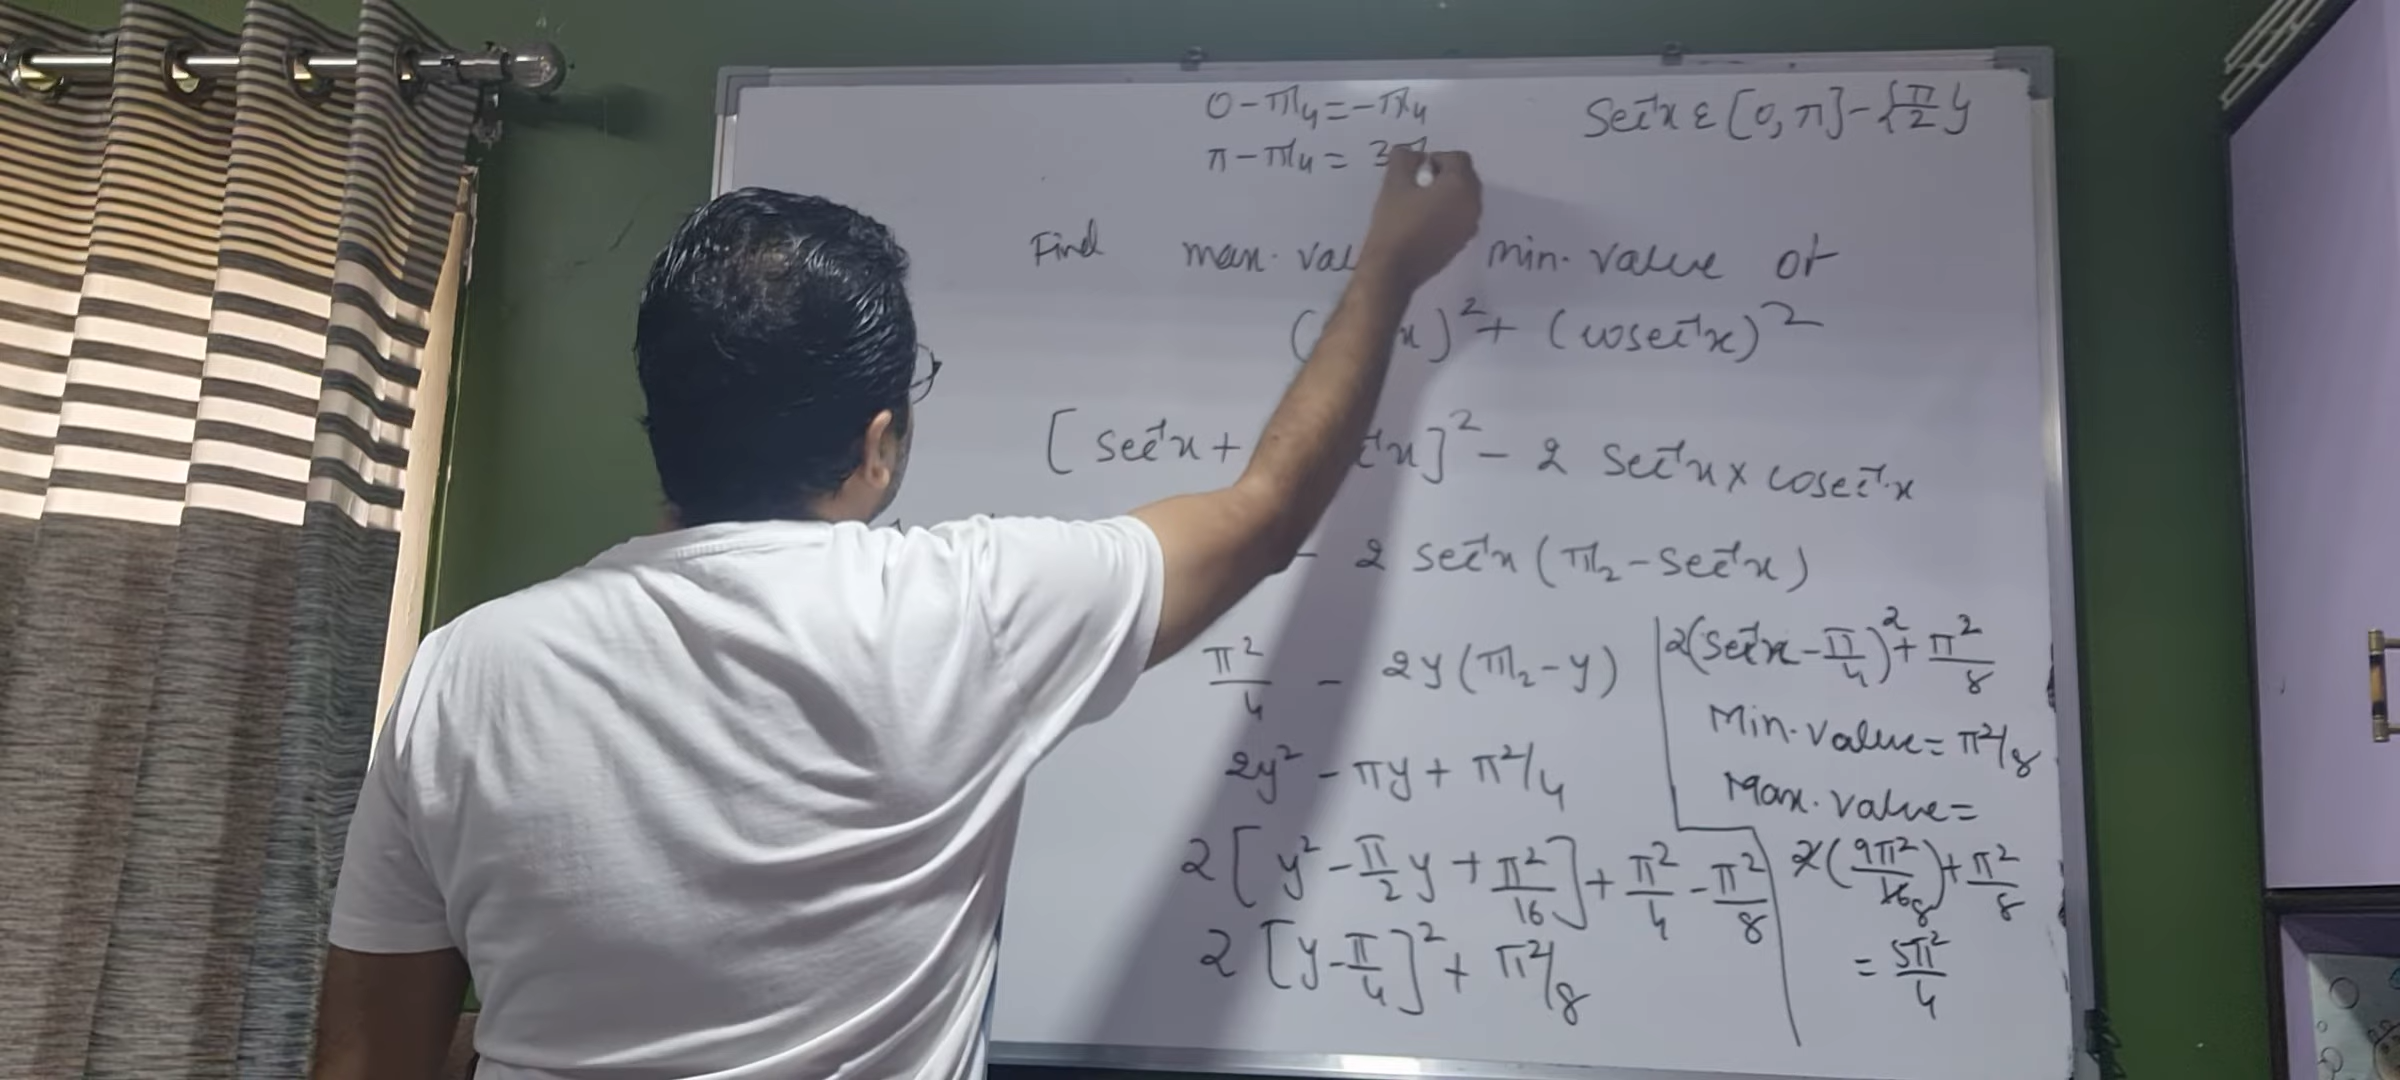 0 - π/4 = -π/4
π - π/4 = 3π
Sec⁻¹x ε [0, π] - {π/2}
Find max. val min. value of
( x)² + (cosec⁻¹x)²
[sec⁻¹x + c⁻¹x]² - 2 sec⁻¹x × cosec⁻¹x
- 2 sec⁻¹x (π/2 - sec⁻¹x)
π²/4 - 2y (π/2 - y)
2y² - πy + π²/4
2[y² - π/2 y + π²/16] + π²/4 - π²/8
2[y - π/4]² + π²/8
2(sec⁻¹x - π/4)² + π²/8
Min. value = π²/8
Max. value =
2(9π²/16 8) + π²/8
= 5π²/4